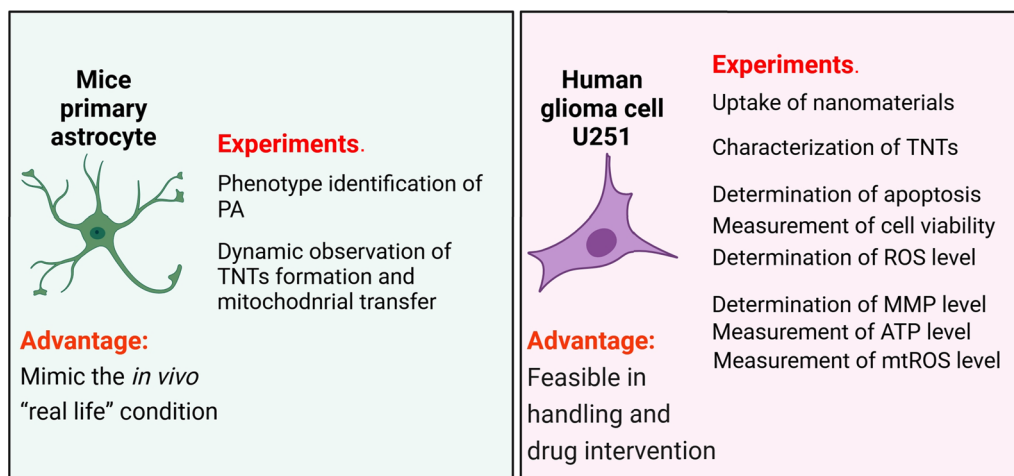 Mice
primary
astrocyte
Experiments.
Phenotype identification of
PA
Dynamic observation of
TNTs formation and
mitochodnrial transfer
Advantage:
Mimic the in vivo
“real life” condition
Human
glioma cell
U251
Experiments.
Uptake of nanomaterials
Characterization of TNTs
Determination of apoptosis
Measurement of cell viability
Determination of ROS level
Determination of MMP level
Measurement of ATP level
Measurement of mtROS level
Advantage:
Feasible in
handling and
drug intervention